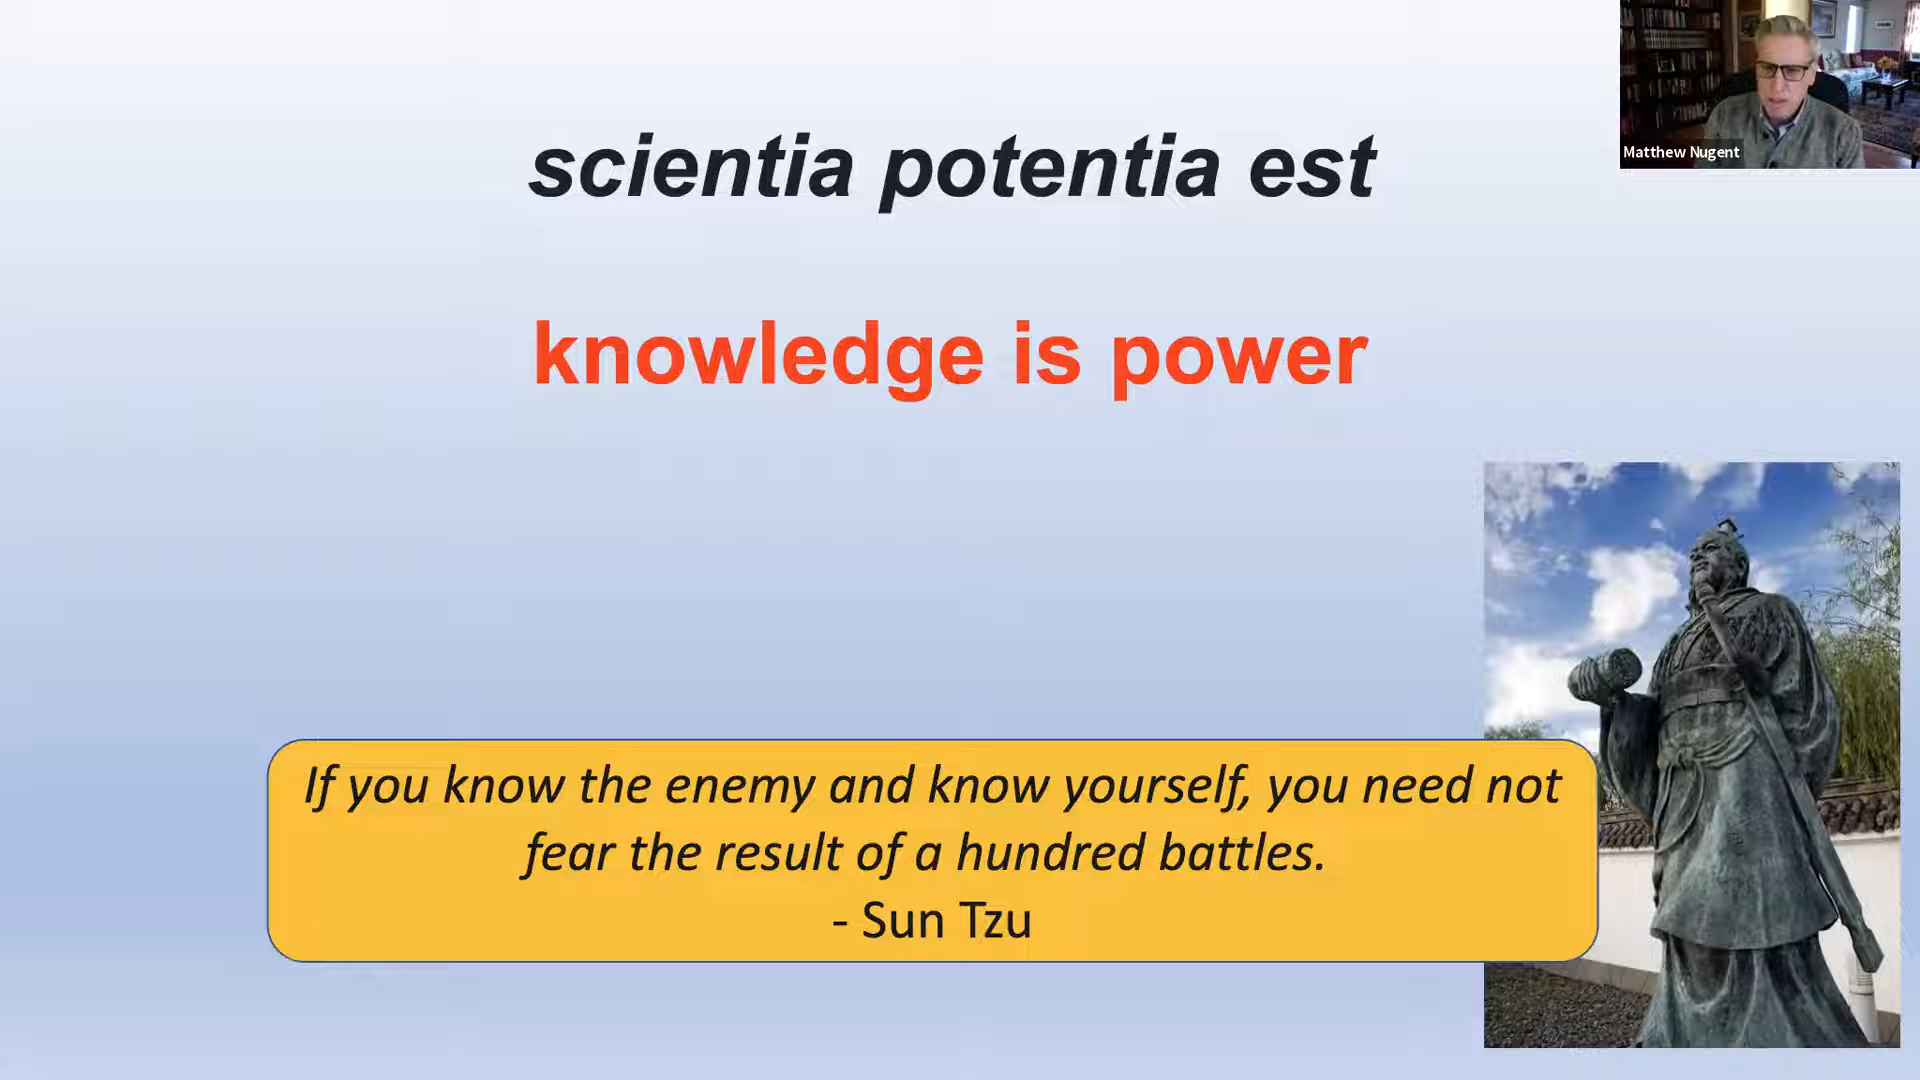 scientia potentia est
Matthew Nugent
knowledge is power
If you know the enemy and know yourself, you need not
fear the result of a hundred battles.
- Sun Tzu